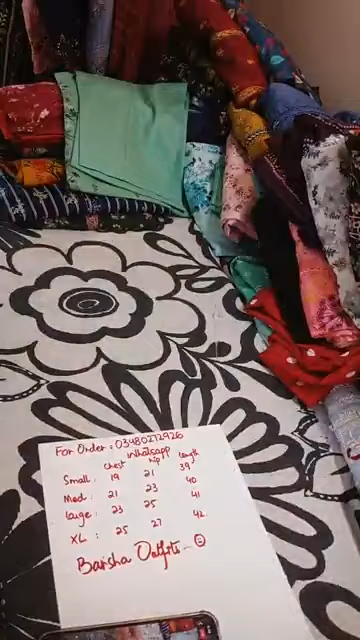 For Order : 03480272926
Whatsapp
chest hip length
Small : 19 21 39
Med : 21 23 40
large : 23 25 41
XL : 25 27 42
Barsha Outfits -